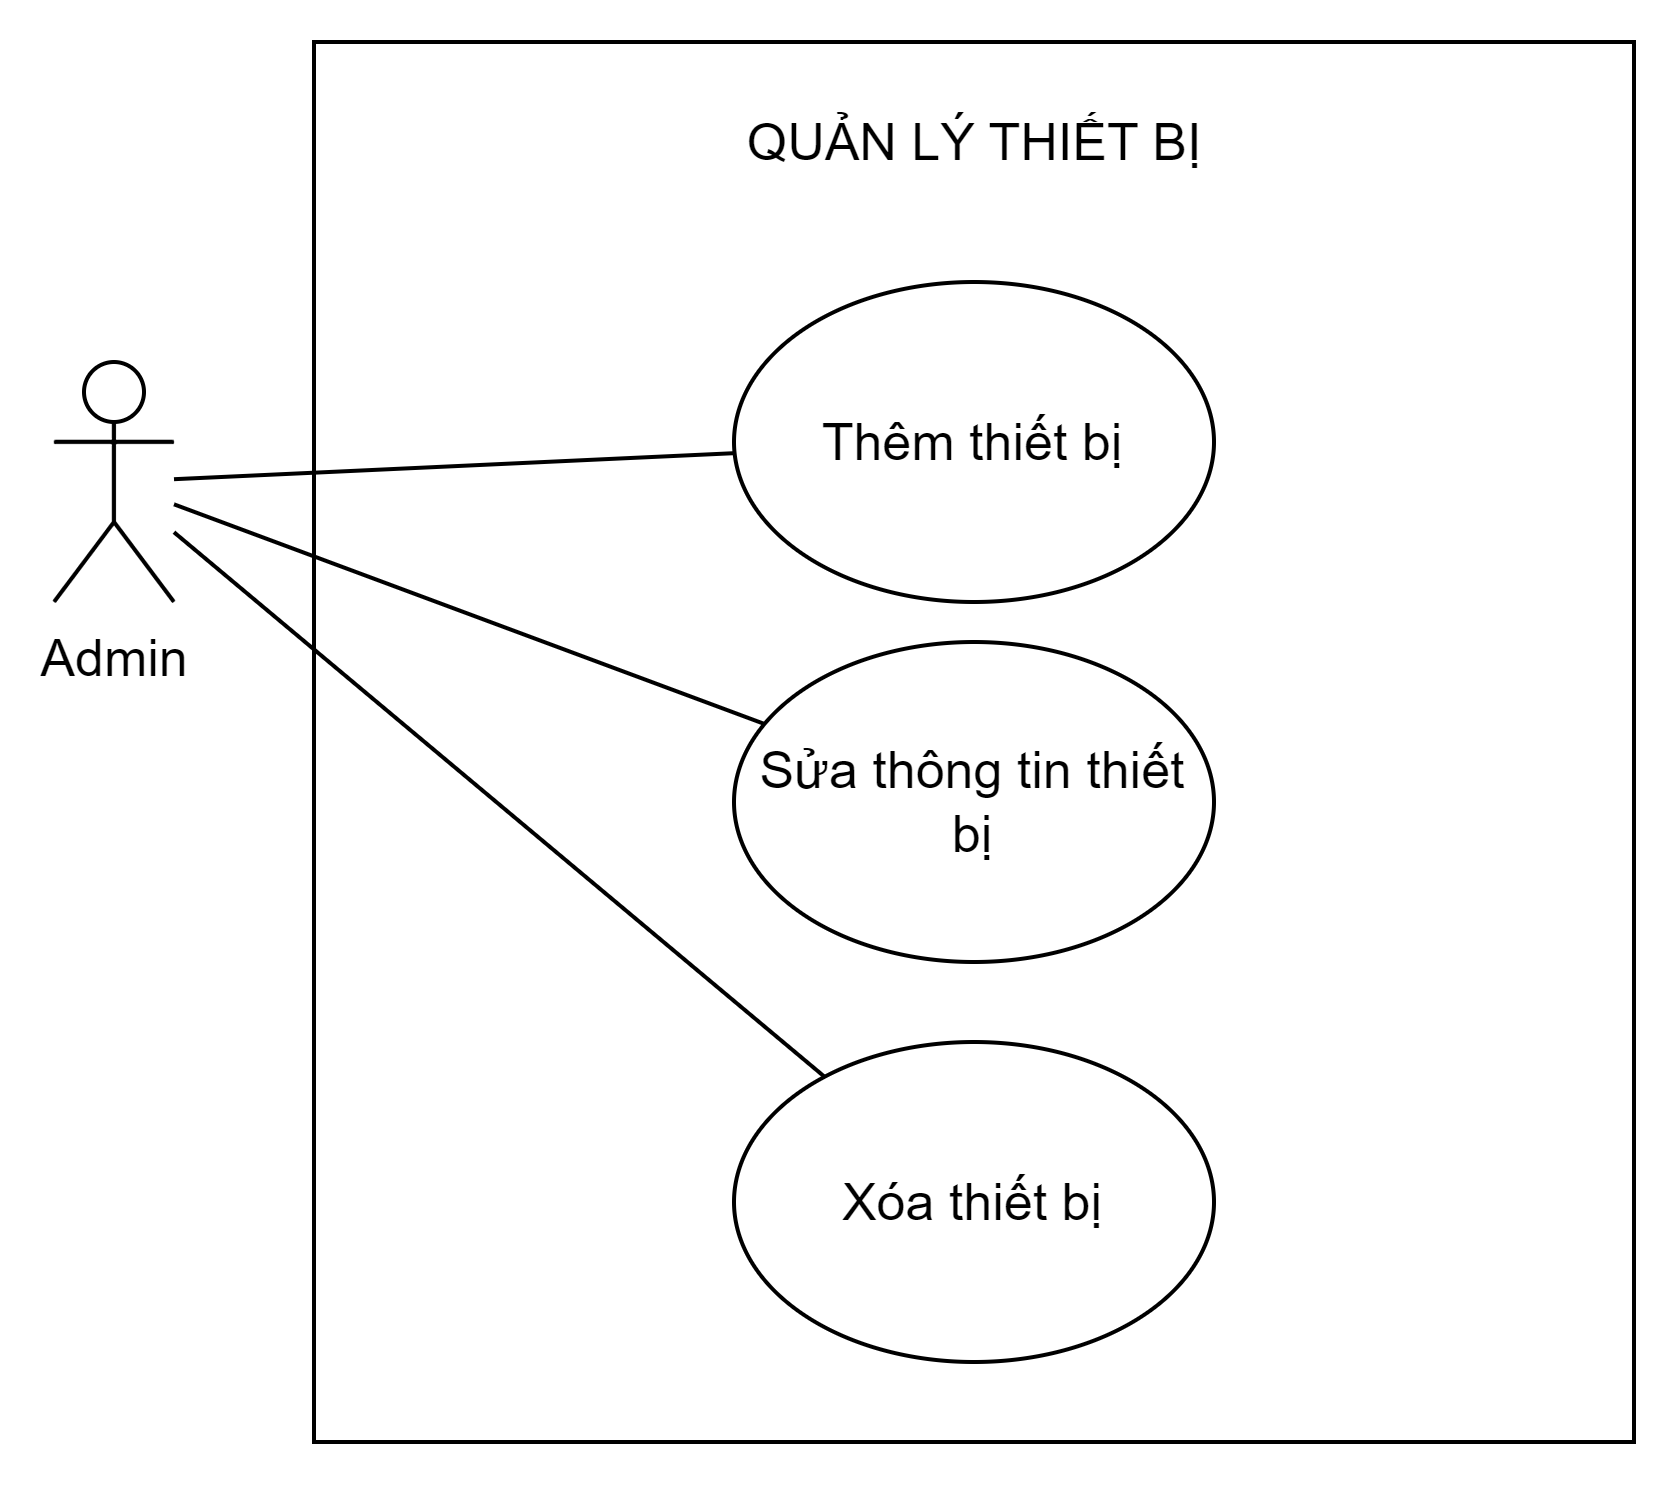 QUẢN LÝ THIẾT BỊ
Thêm thiết bị
Admin
Sửa thông tin thiết
bị
Xóa thiết bị